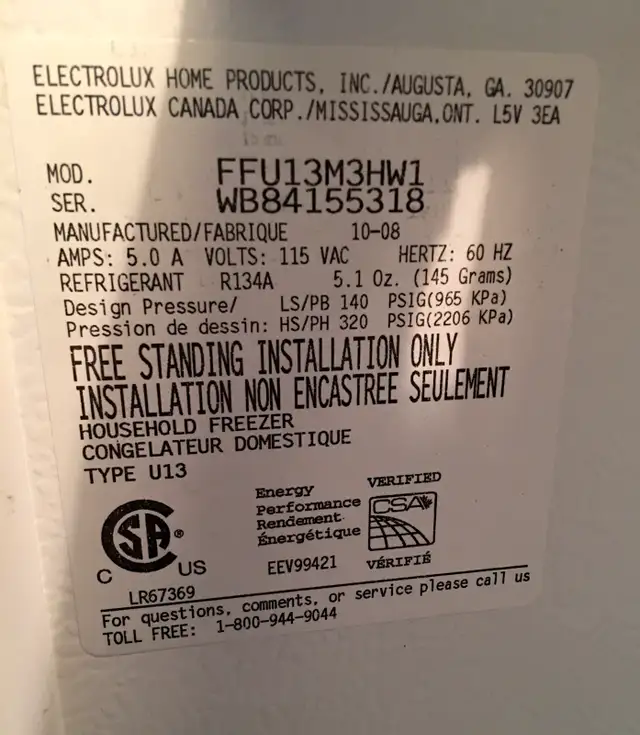 ELECTROLUX HOME PRODUCTS, INC./AUGUSTA, GA. 30907
ELECTROLUX CANADA CORP./MISSISSAUGA,ONT. L5V 3EA
MOD. FFU13M3HW1
SER. WB84155318
MANUFACTURED/FABRIQUE 10-08
AMPS: 5.0 A VOLTS: 115 VAC HERTZ: 60 HZ
REFRIGERANT R134A 5.1 Oz. (145 Grams)
Design Pressure/ LS/PB 140 PSIG(965 KPa)
Pression de dessin: HS/PH 320 PSIG(2206 KPa)
FREE STANDING INSTALLATION ONLY
INSTALLATION NON ENCASTREE SEULEMENT
HOUSEHOLD FREEZER
CONGELATEUR DOMESTIQUE
TYPE U13
CSA®
C US
LR67369
Energy
Performance
Rendement
Énergétique
EEV99421
VERIFIED
CSA
VÉRIFIÉ
For questions, comments, or service please call us
TOLL FREE: 1-800-944-9044